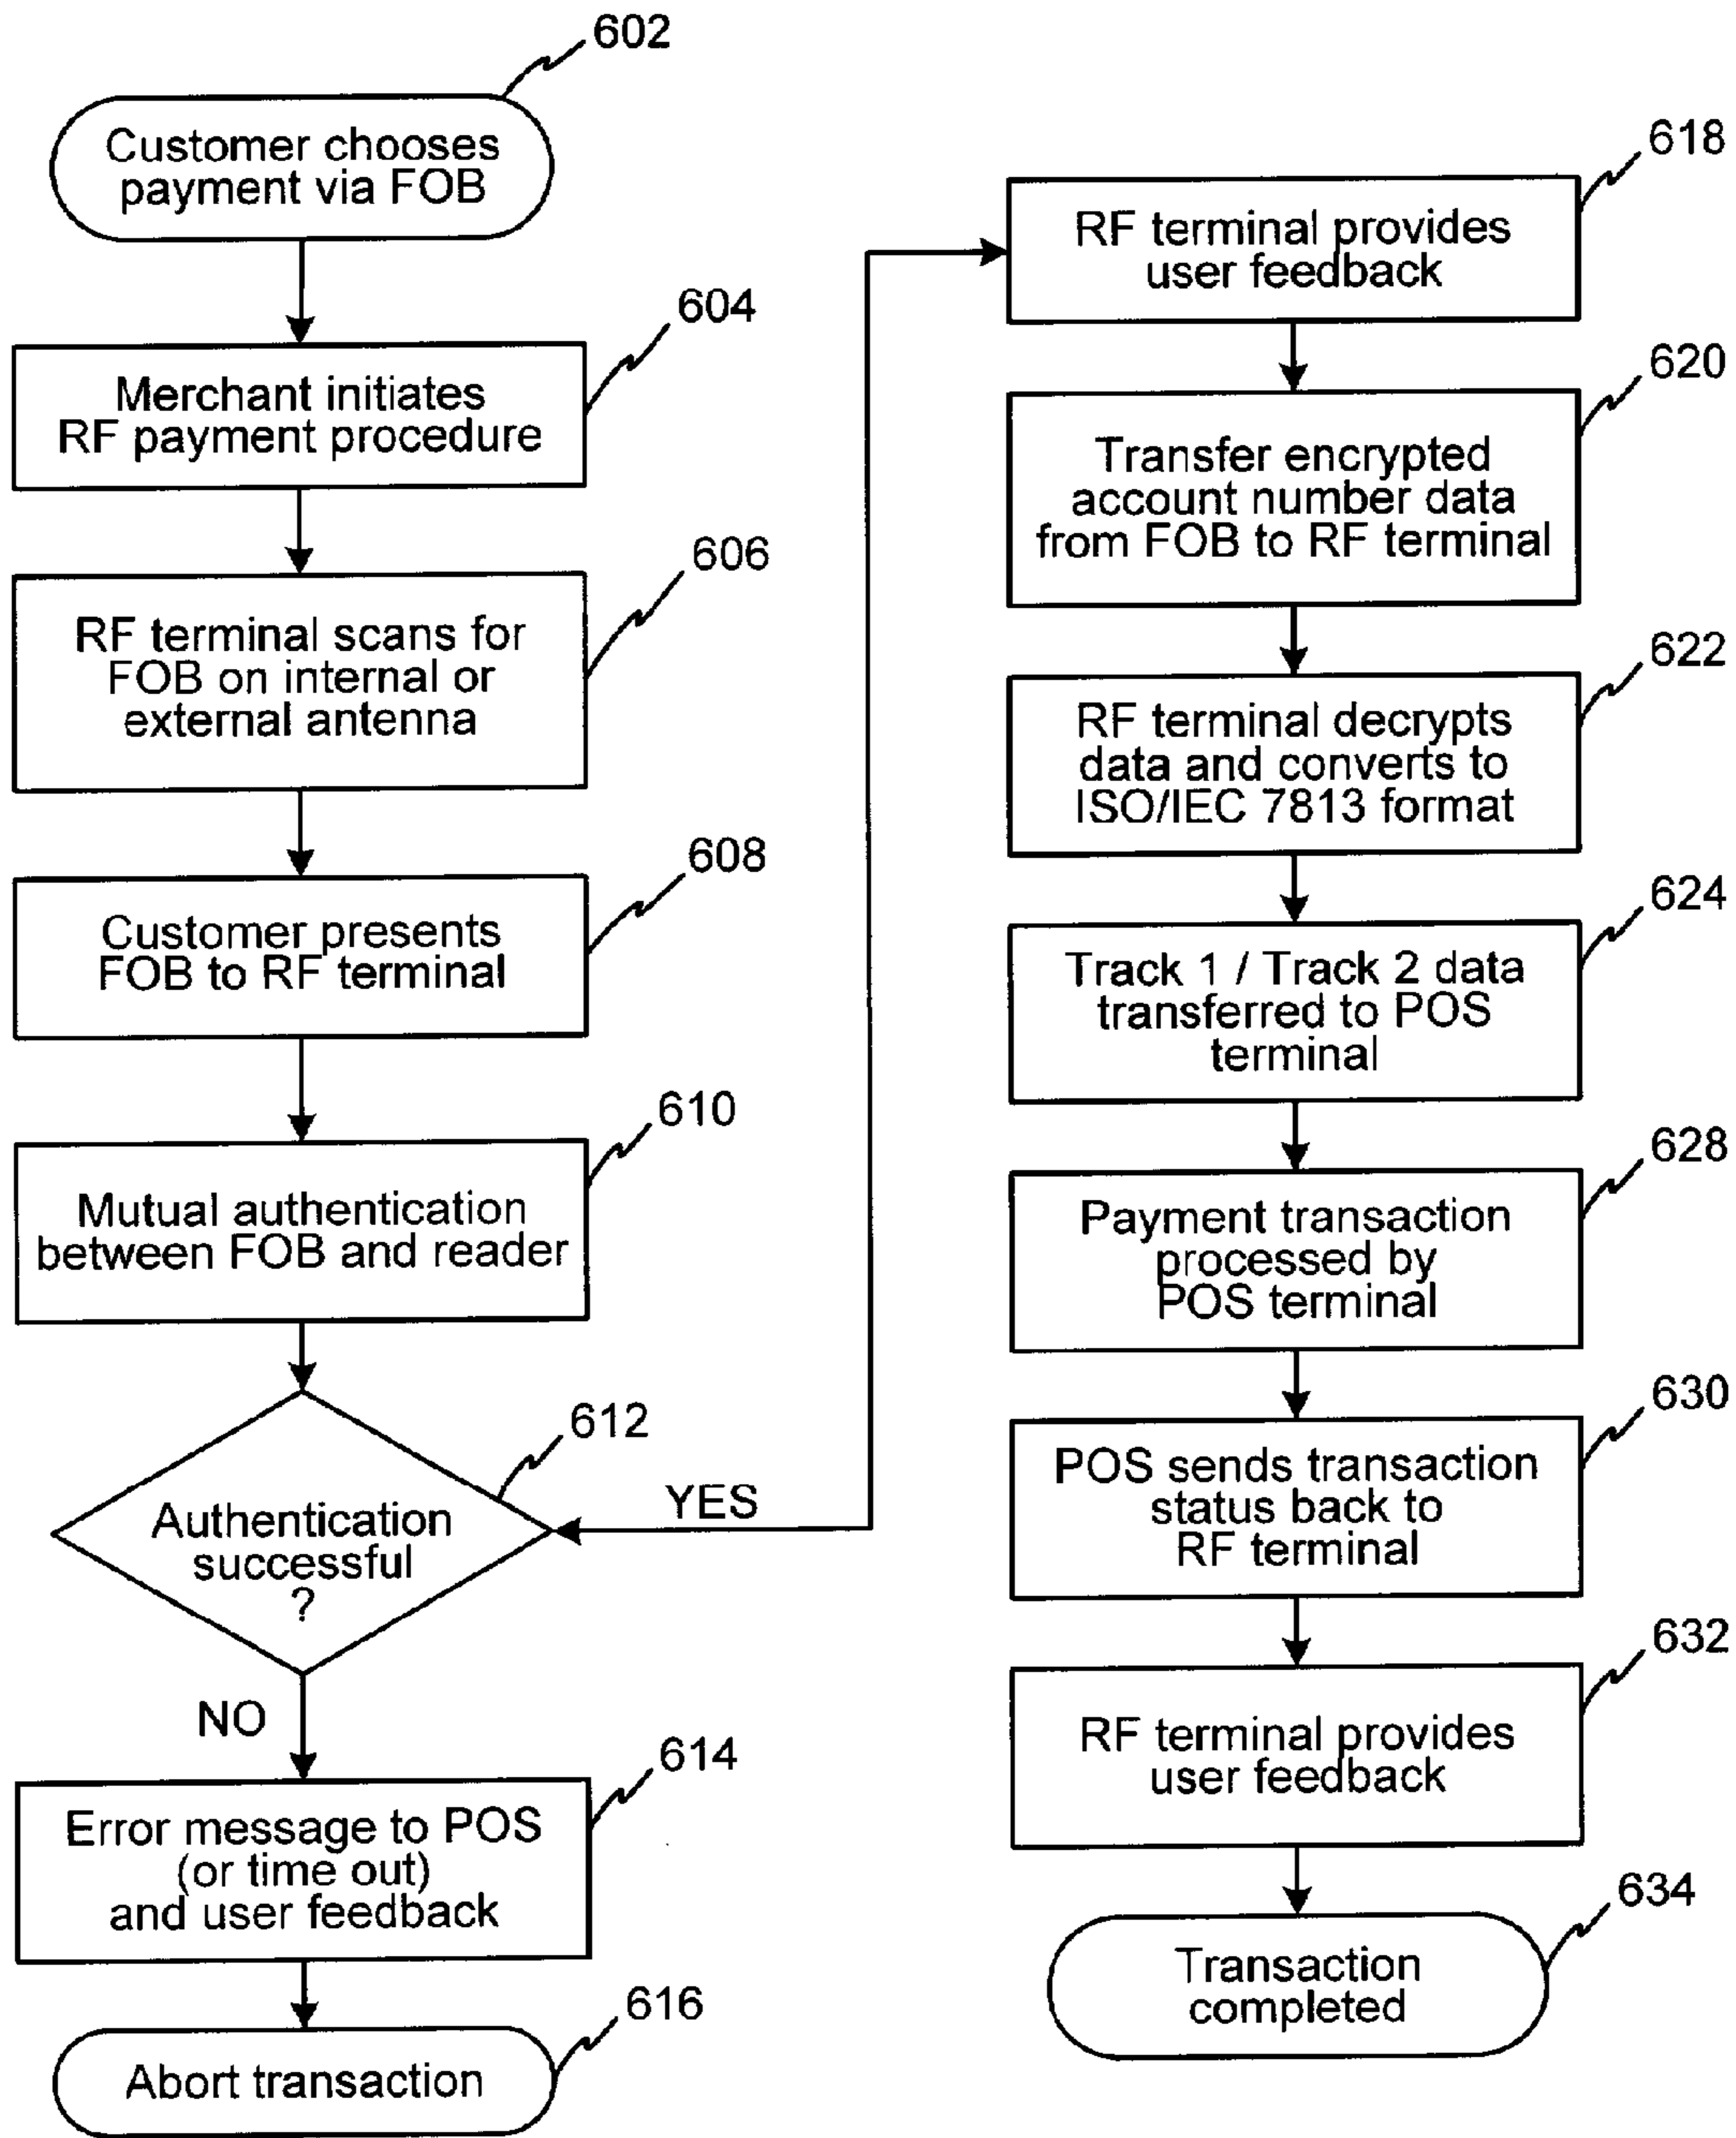 602
Customer chooses
payment via FOB
604
Merchant initiates
RF payment procedure
606
RF terminal scans for
FOB on internal or
external antenna
608
Customer presents
FOB to RF terminal
610
Mutual authentication
between FOB and reader
612
Authentication
successful
?
YES
NO
614
Error message to POS
(or time out)
and user feedback
616
Abort transaction
618
RF terminal provides
user feedback
620
Transfer encrypted
account number data
from FOB to RF terminal
622
RF terminal decrypts
data and converts to
ISO/IEC 7813 format
624
Track 1 / Track 2 data
transferred to POS
terminal
628
Payment transaction
processed by
POS terminal
630
POS sends transaction
status back to
RF terminal
632
RF terminal provides
user feedback
634
Transaction
completed